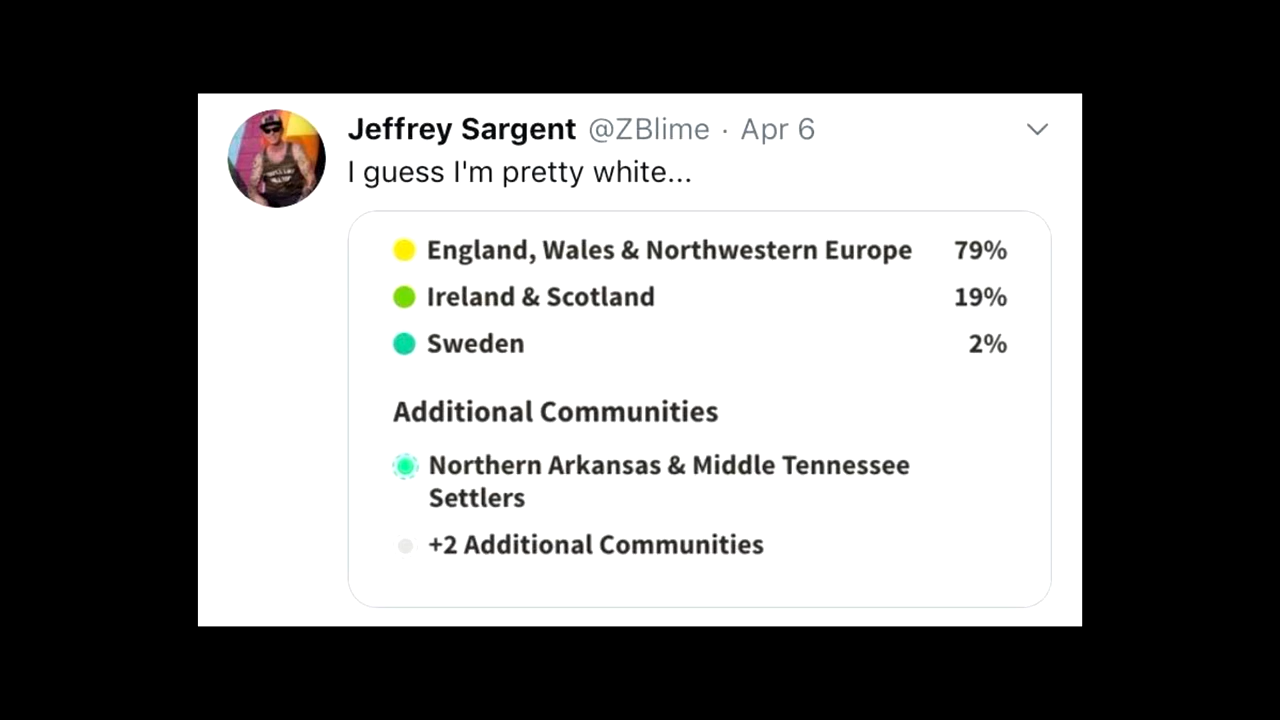 Jeffrey Sargent @ZBlime · Apr 6
I guess I'm pretty white...
England, Wales & Northwestern Europe 79%
Ireland & Scotland 19%
Sweden 2%
Additional Communities
Northern Arkansas & Middle Tennessee
Settlers
+2 Additional Communities